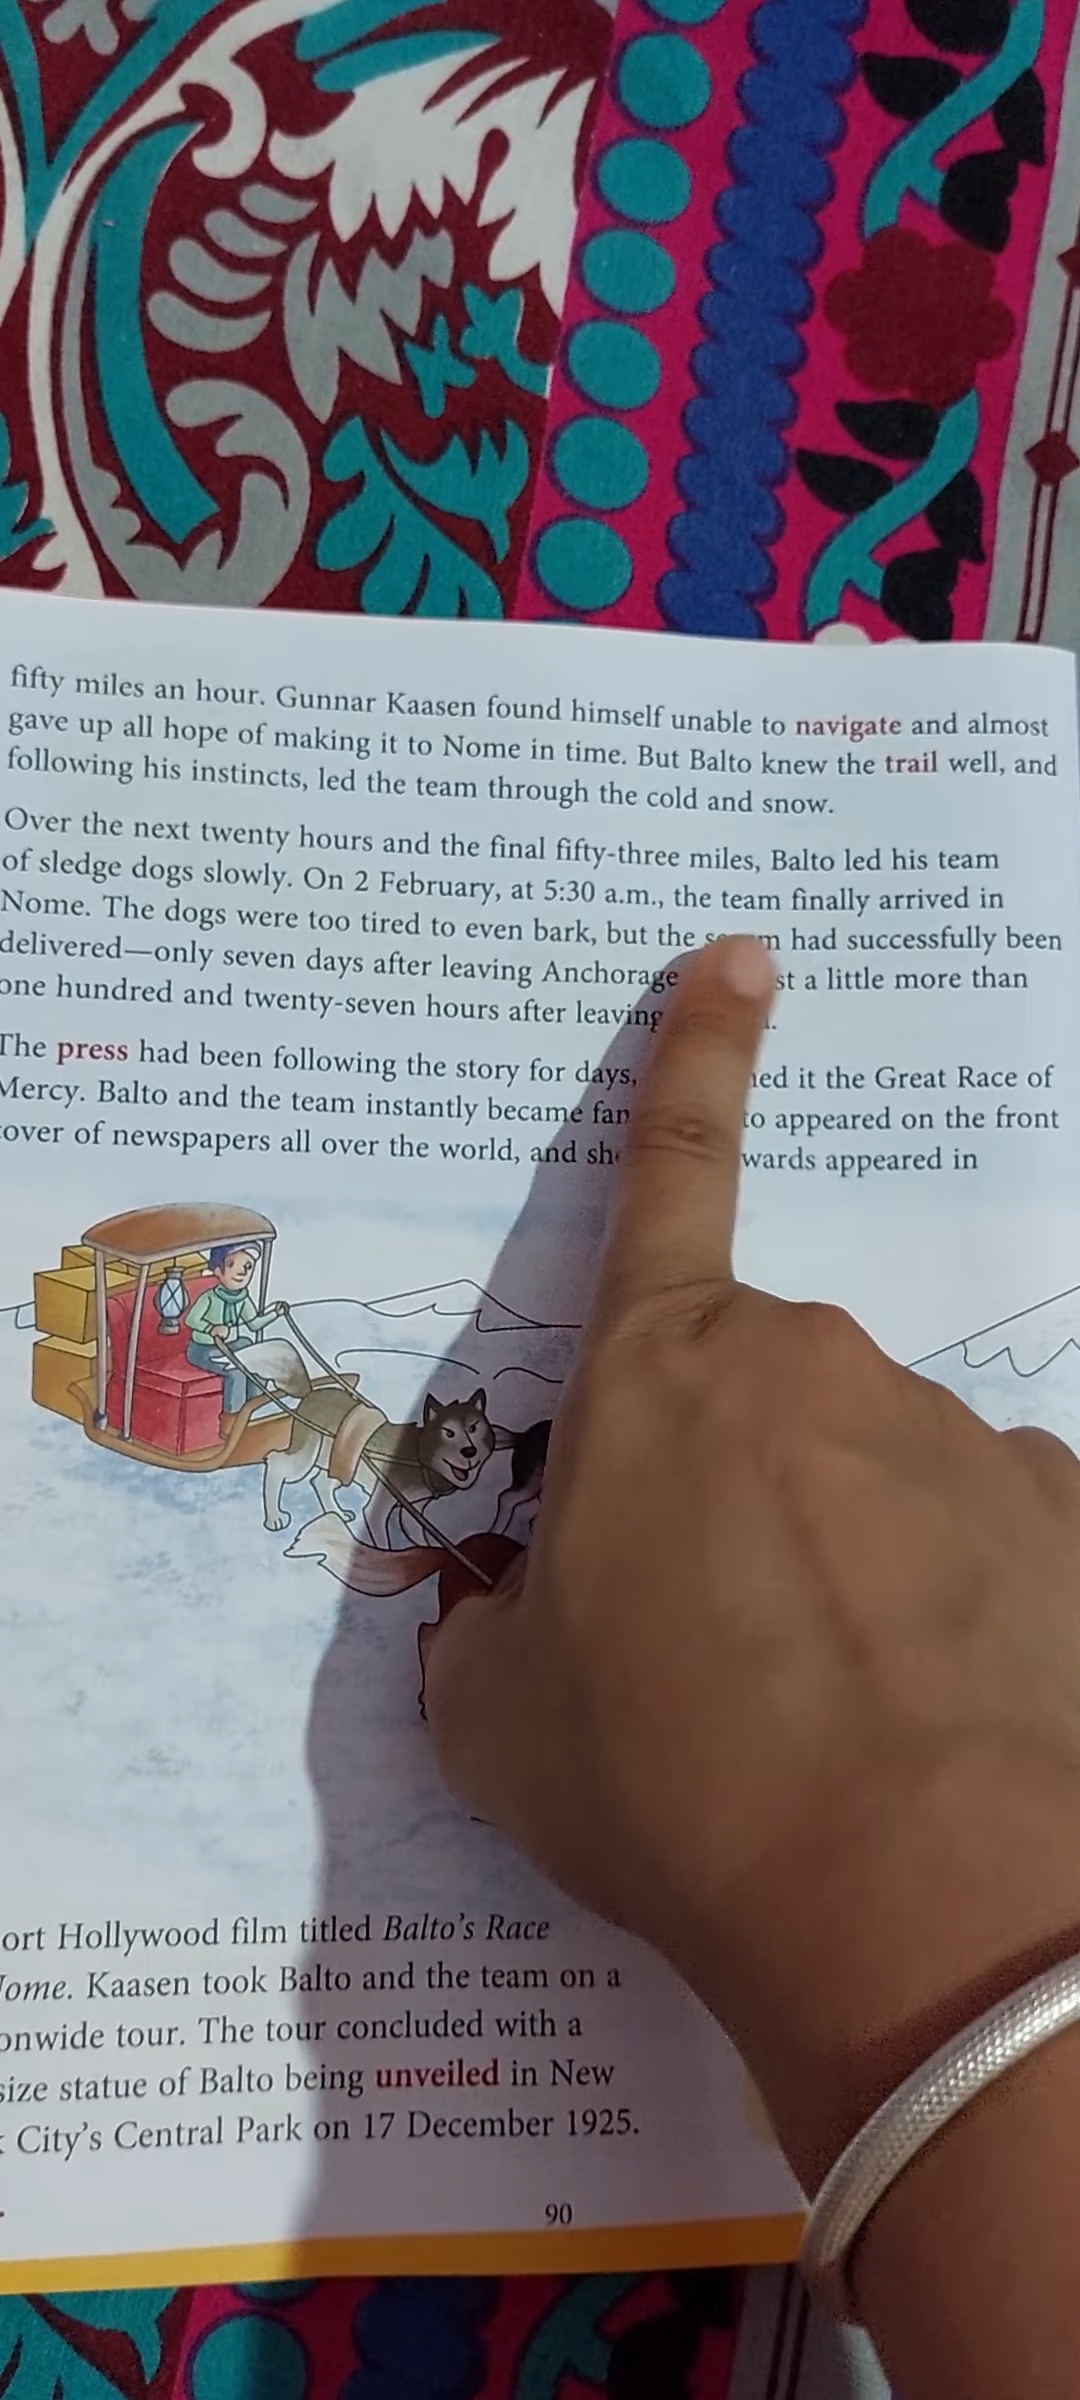 fifty miles an hour. Gunnar Kaasen found himself unable to navigate and almost
gave up all hope of making it to Nome in time. But Balto knew the trail well, and
following his instincts, led the team through the cold and snow.
Over the next twenty hours and the final fifty-three miles, Balto led his team
of sledge dogs slowly. On 2 February, at 5:30 a.m., the team finally arrived in
Nome. The dogs were too tired to even bark, but the had successfully been
delivered—only seven days after leaving Anchorage a little more than
one hundred and twenty-seven hours after leaving
The press had been following the story for days, it the Great Race of
Mercy. Balto and the team instantly became appeared on the front
cover of newspapers all over the world, and appeared in
Hollywood film titled Balto's Race
Nome. Kaasen took Balto and the team on a
tour. The tour concluded with a
size statue of Balto being unveiled in New
City's Central Park on 17 December 1925.
90